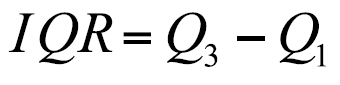 IQR = Q₃ − Q₁